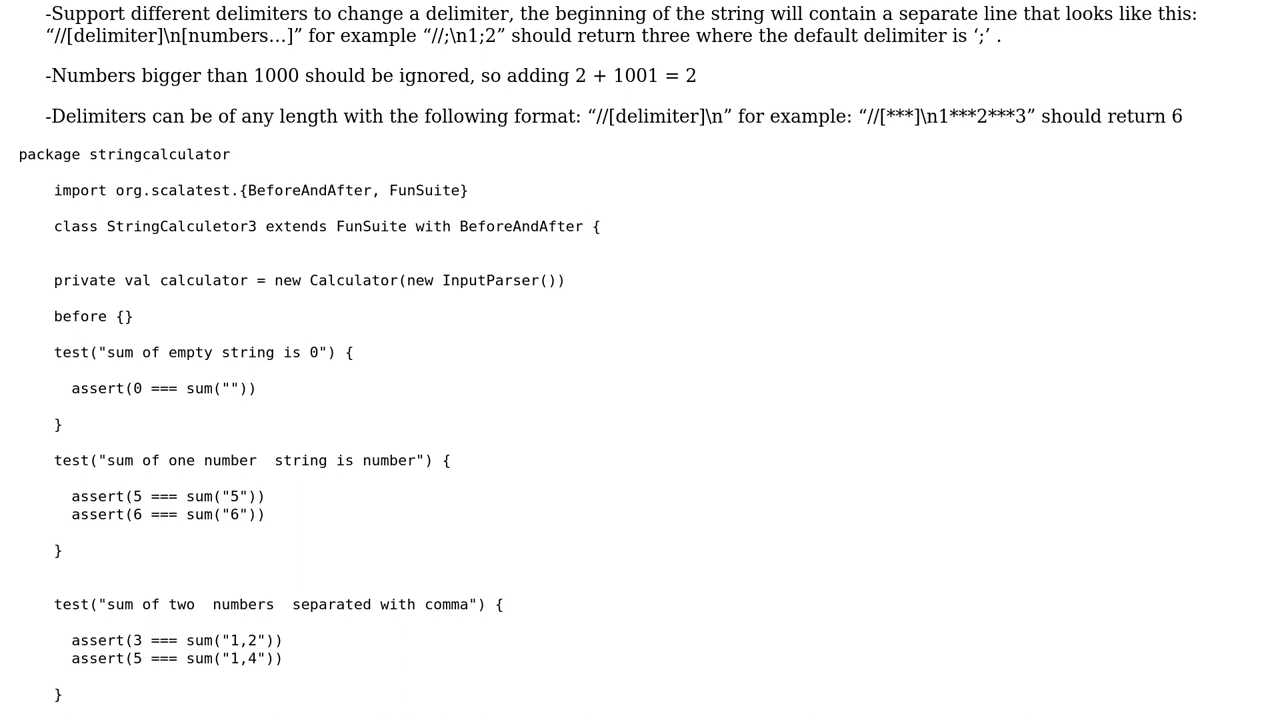 -Support different delimiters to change a delimiter, the beginning of the string will contain a separate line that looks like this:
“//[delimiter]\n[numbers…]” for example “//;\n1;2” should return three where the default delimiter is ‘;’ .
-Numbers bigger than 1000 should be ignored, so adding 2 + 1001 = 2
-Delimiters can be of any length with the following format: “//[delimiter]\n” for example: “//[***]\n1***2***3” should return 6
package stringcalculator
import org.scalatest.{BeforeAndAfter, FunSuite}
class StringCalculetor3 extends FunSuite with BeforeAndAfter {
private val calculator = new Calculator(new InputParser())
before {}
test("sum of empty string is 0") {
assert(0 === sum(""))
}
test("sum of one number  string is number") {
assert(5 === sum("5"))
assert(6 === sum("6"))
}
test("sum of two  numbers  separated with comma") {
assert(3 === sum("1,2"))
assert(5 === sum("1,4"))
}